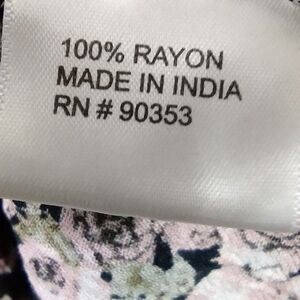 100% RAYON
MADE IN INDIA
RN # 90353